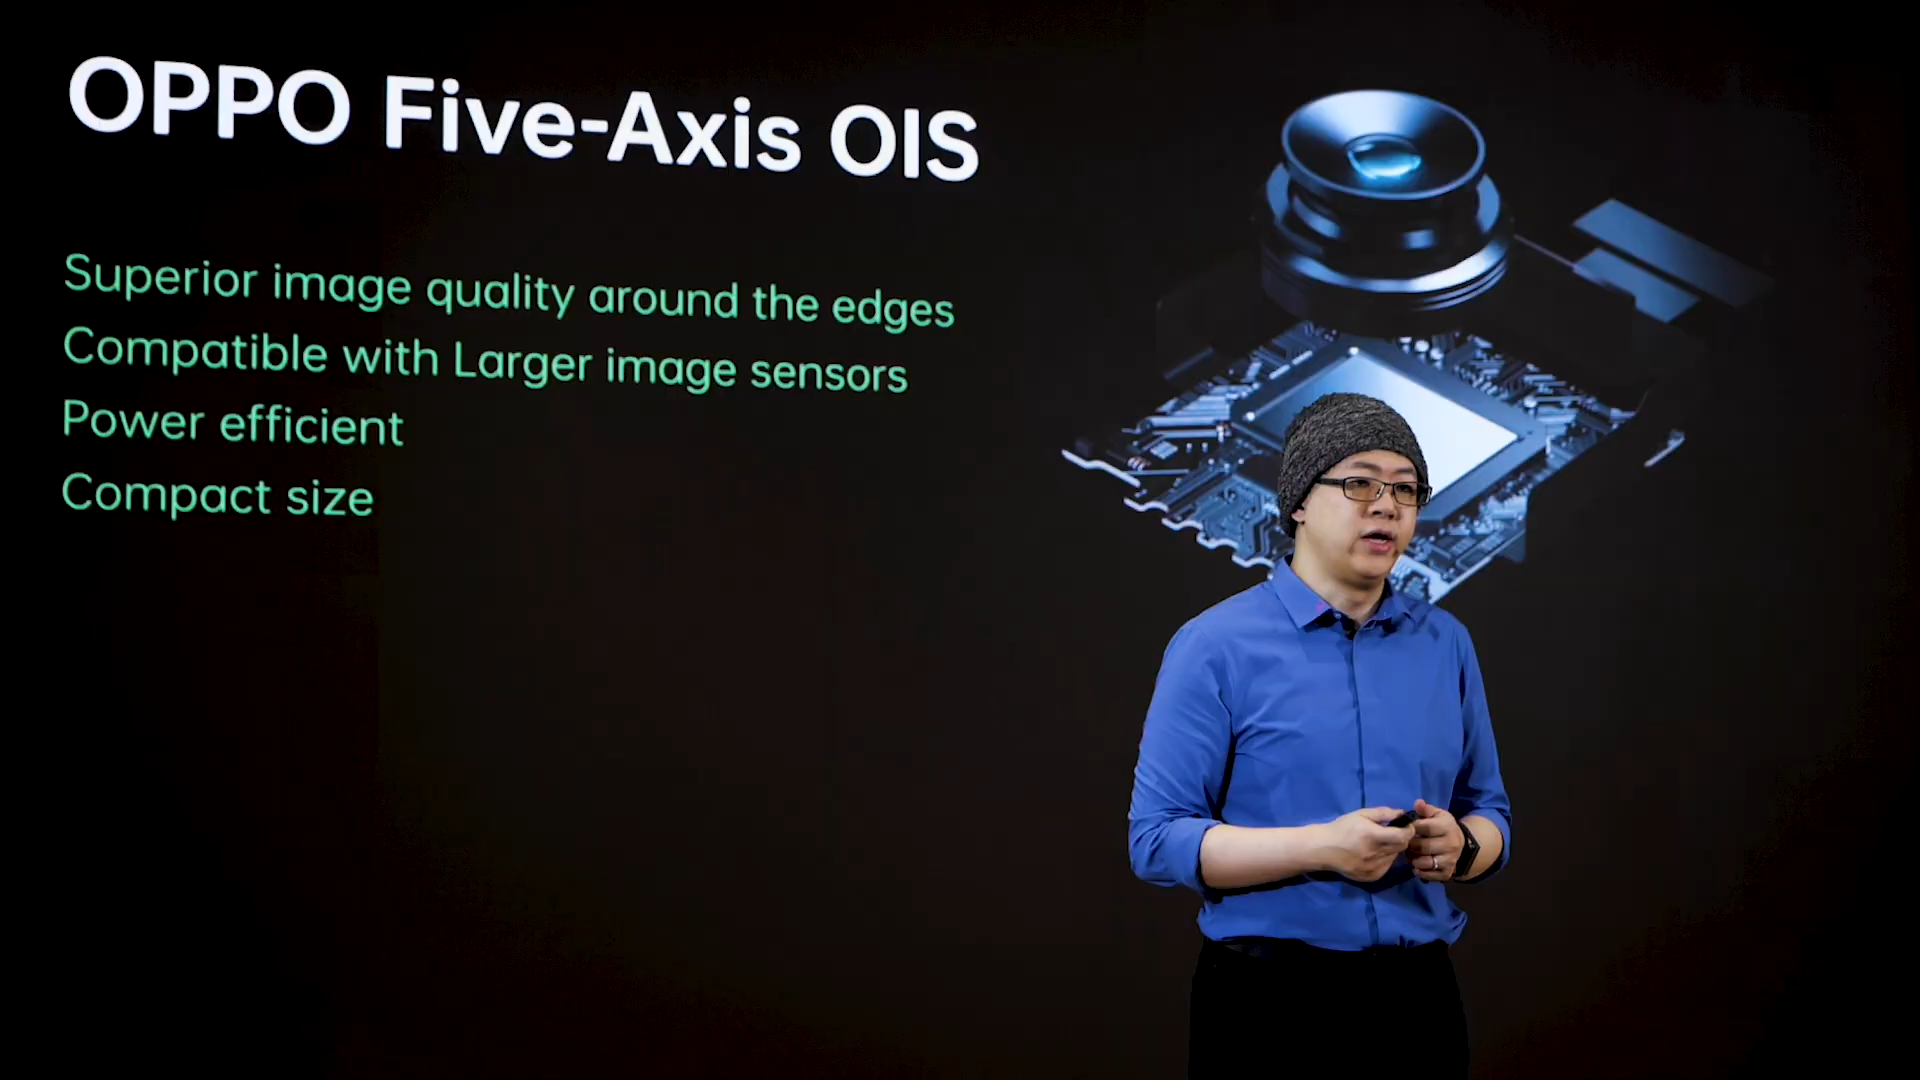 OPPO Five-Axis OIS
Superior image quality around the edges
Compatible with Larger image sensors
Power efficient
Compact size